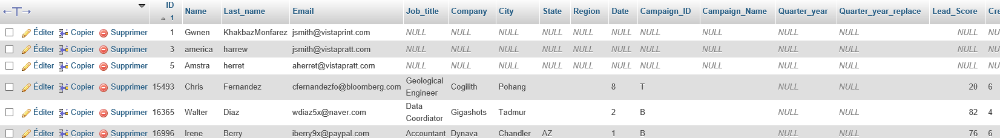 ←T→ ID 1 Name Last_name Email Job_title Company City State Region Date Campaign_ID Campaign_Name Quarter_year Quarter_year_replace Lead_Score Cre
Éditer Copier Supprimer 1 Gwnen KhakbazMonfarez jsmith@vistaprint.com NULL NULL NULL NULL NULL NULL NULL NULL NULL NULL NULL
Éditer Copier Supprimer 3 america harrew jsmith@vistapratt.com NULL NULL NULL NULL NULL NULL NULL NULL NULL NULL NULL
Éditer Copier Supprimer 5 Amstra herret aherret@vistapratt.com NULL NULL NULL NULL NULL NULL NULL NULL NULL NULL NULL
Éditer Copier Supprimer 15493 Chris Fernandez cfernandezfo@bloomberg.com Geological Engineer Cogilith Pohang 8 T NULL NULL 20 6
Éditer Copier Supprimer 16365 Walter Diaz wdiaz5x@naver.com Data Coordiator Gigashots Tadmur 2 B NULL NULL 82 4
Éditer Copier Supprimer 16996 Irene Berry iberry9x@paypal.com Accountant Dynava Chandler AZ 1 B NULL NULL 76 6